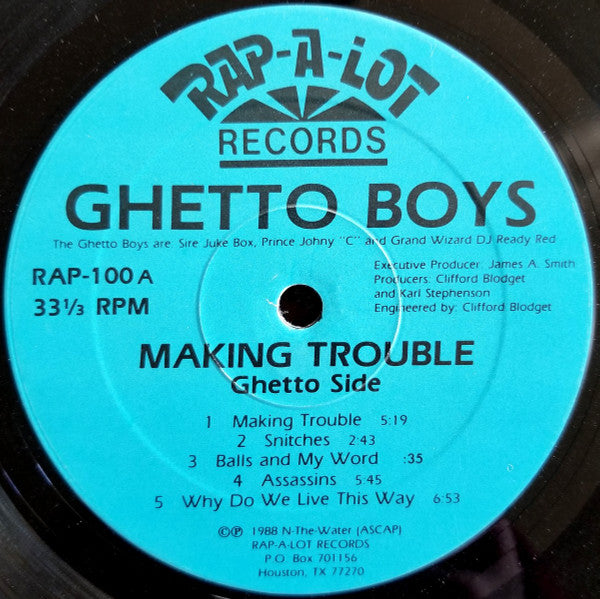 RAP-A-LOT
RECORDS
GHETTO BOYS
The Ghetto Boys are: Sire Juke Box, Prince Johny "C" and Grand Wizard DJ Ready Red
RAP-100 A
33⅓ RPM
Executive Producer: James A. Smith
Producers: Clifford Blodget
and Karl Stephenson
Engineered by: Clifford Blodget
MAKING TROUBLE
Ghetto Side
1 Making Trouble 5:19
2 Snitches 2:43
3 Balls and My Word :35
4 Assassins 5:45
5 Why Do We Live This Way 6:53
©℗ 1988 N-The-Water (ASCAP)
RAP-A-LOT RECORDS
P.O. Box 701156
Houston, TX 77270